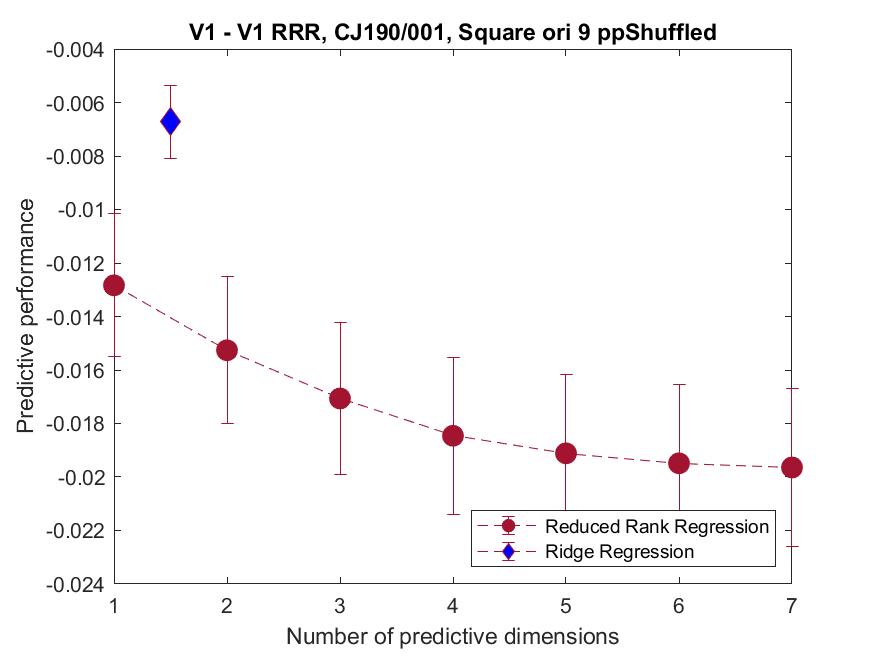 V1 - V1 RRR, CJ190/001, Square ori 9 ppShuffled
Predictive performance
-0.004
-0.006
-0.008
-0.01
-0.012
-0.014
-0.016
-0.018
-0.02
-0.022
-0.024
Reduced Rank Regression
Ridge Regression
1 2 3 4 5 6 7
Number of predictive dimensions